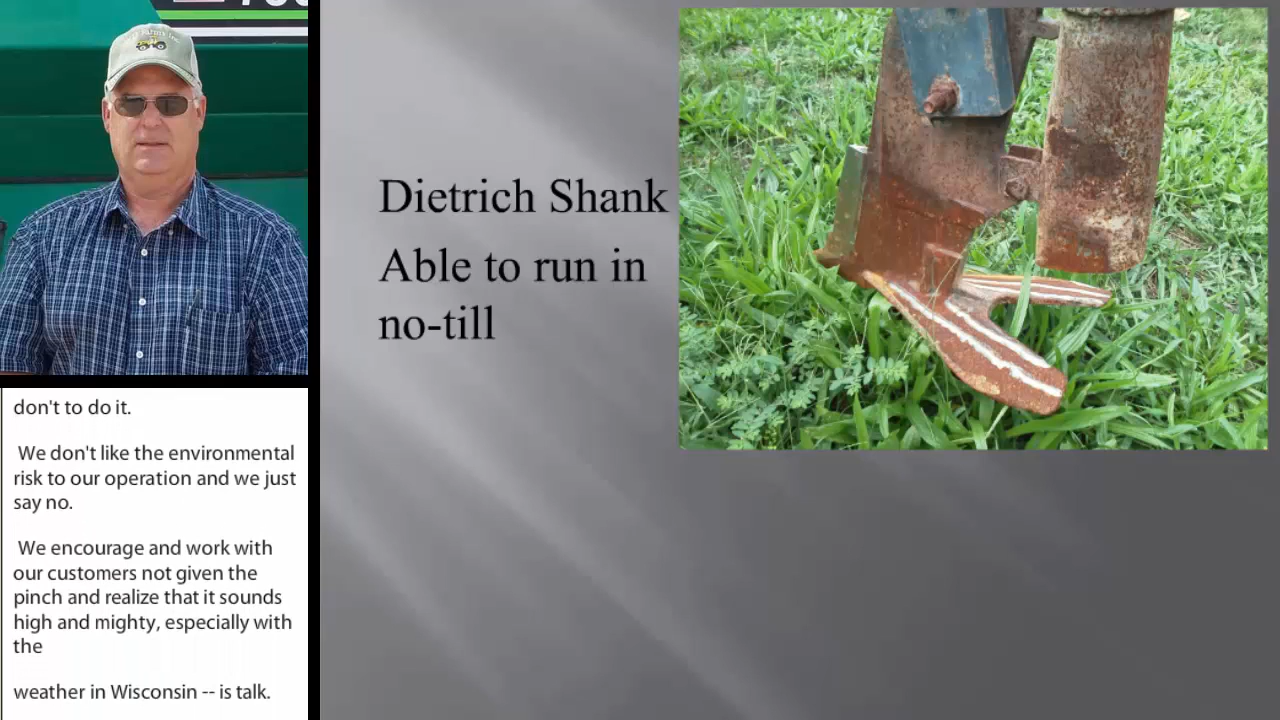 Dietrich Shank
Able to run in
no-till
don't to do it.
We don't like the environmental
risk to our operation and we just
say no.
We encourage and work with
our customers not given the
pinch and realize that it sounds
high and mighty, especially with
the
weather in Wisconsin -- is talk.